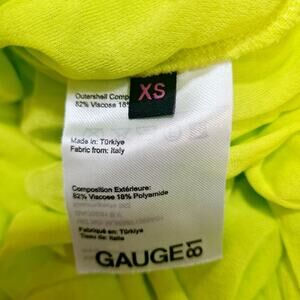 XS
Outershell Comp
82% Viscose 18%
Made in: Türkiye
Fabric from: Italy
Composition Extérieure:
82% Viscose 18% Polyamide
Fabriqué en: Türkiye
Tissu de: Italie
GAUGE81